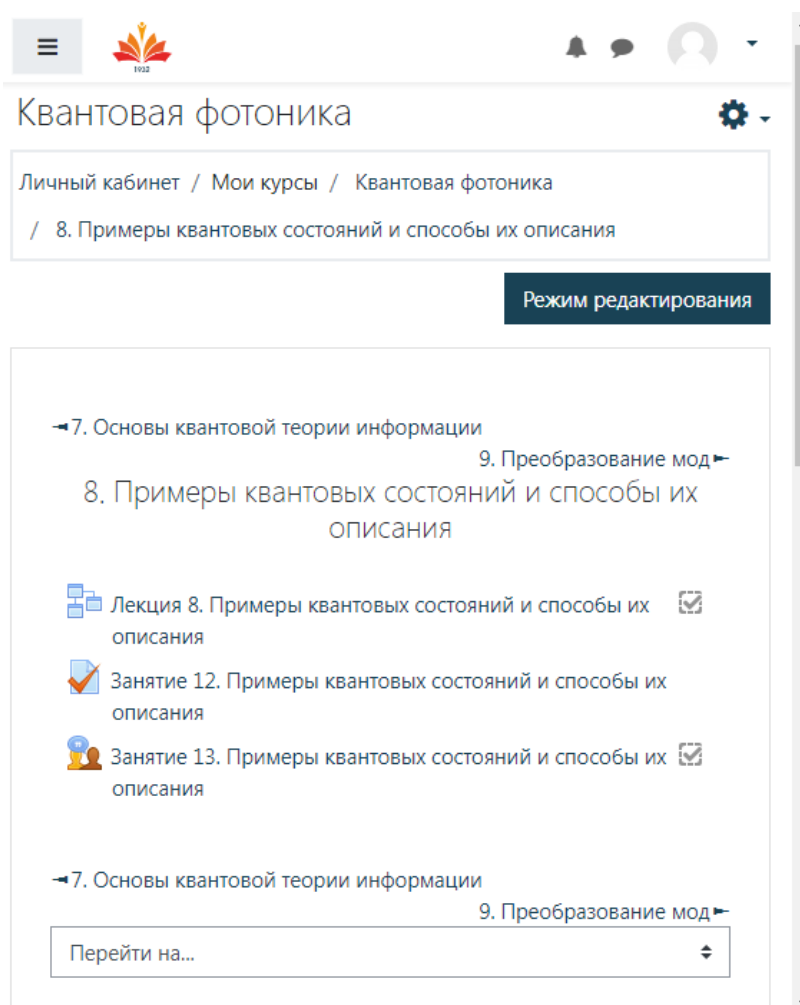 1932
Квантовая фотоника
Личный кабинет / Мои курсы / Квантовая фотоника
/ 8. Примеры квантовых состояний и способы их описания
Режим редактирования
7. Основы квантовой теории информации
9. Преобразование мод
8. Примеры квантовых состояний и способы их
описания
Лекция 8. Примеры квантовых состояний и способы их
описания
Занятие 12. Примеры квантовых состояний и способы их
описания
Занятие 13. Примеры квантовых состояний и способы их
описания
7. Основы квантовой теории информации
9. Преобразование мод
Перейти на...